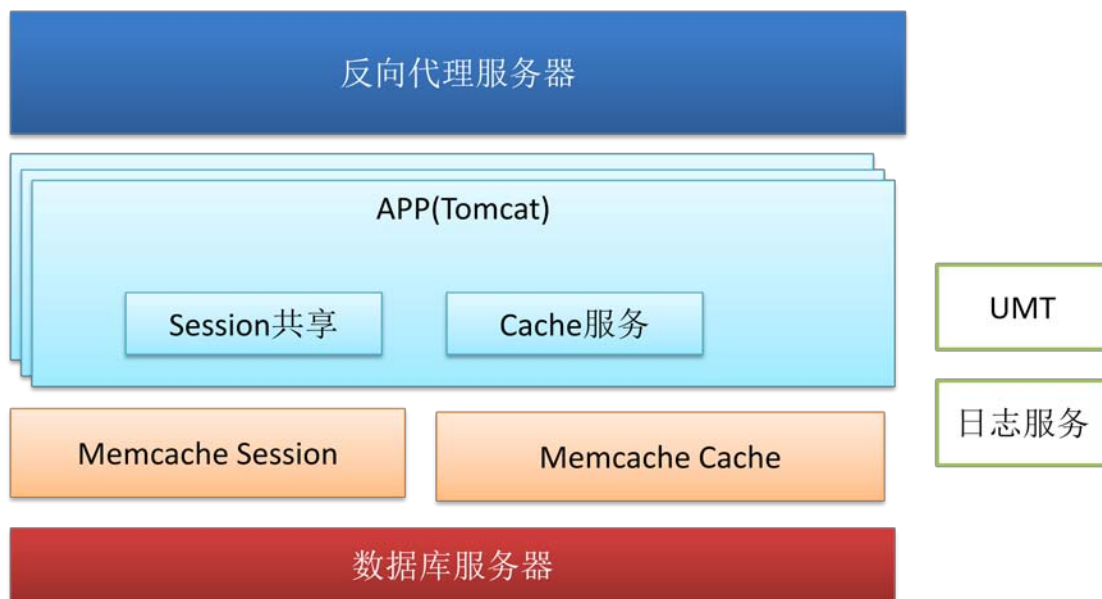 反向代理服务器
APP(Tomcat)
Session共享
Cache服务
UMT
日志服务
Memcache Session
Memcache Cache
数据库服务器